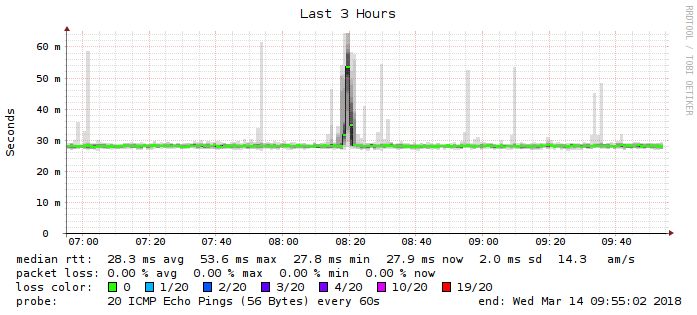 Last 3 Hours
RRDTOOL / TOBI OETIKER
Seconds
60 m
50 m
40 m
30 m
20 m
10 m
0
07:00 07:20 07:40 08:00 08:20 08:40 09:00 09:20 09:40
median rtt: 28.3 ms avg 53.6 ms max 27.8 ms min 27.9 ms now 2.0 ms sd 14.3 am/s
packet loss: 0.00 % avg 0.00 % max 0.00 % min 0.00 % now
loss color: 0 1/20 2/20 3/20 4/20 10/20 19/20
probe: 20 ICMP Echo Pings (56 Bytes) every 60s end: Wed Mar 14 09:55:02 2018